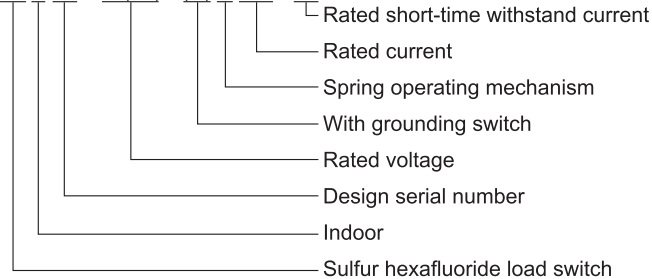 Rated short-time withstand current
Rated current
Spring operating mechanism
With grounding switch
Rated voltage
Design serial number
Indoor
Sulfur hexafluoride load switch